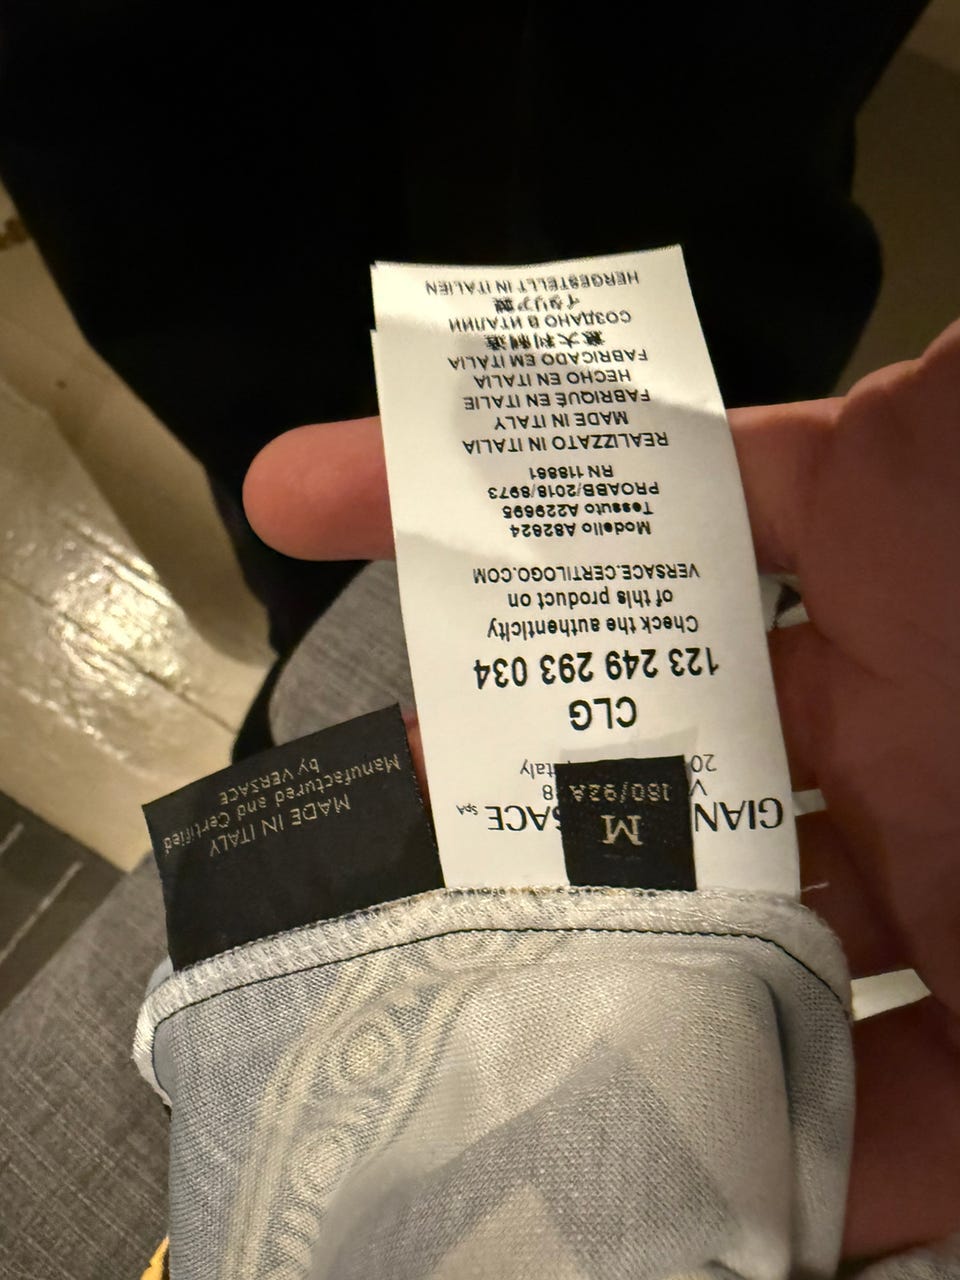 GIAN SACE SpA
V 8
20 Italy
M
180/92A
CLG
123 249 293 034
Check the authenticity
of this product on
VERSACE.CERTILOGO.COM
Modello A82824
Tessuto A229695
PROABB/2018/8973
RN 118881
REALIZZATO IN ITALIA
MADE IN ITALY
FABRIQUÉ EN ITALIE
HECHO EN ITALIA
FABRICADO EM ITALIA
意大利制造
СОЗДАНО В ИТАЛИИ
イタリア製
HERGESTELLT IN ITALIEN
MADE IN ITALY
Manufactured and Certified
by VERSACE